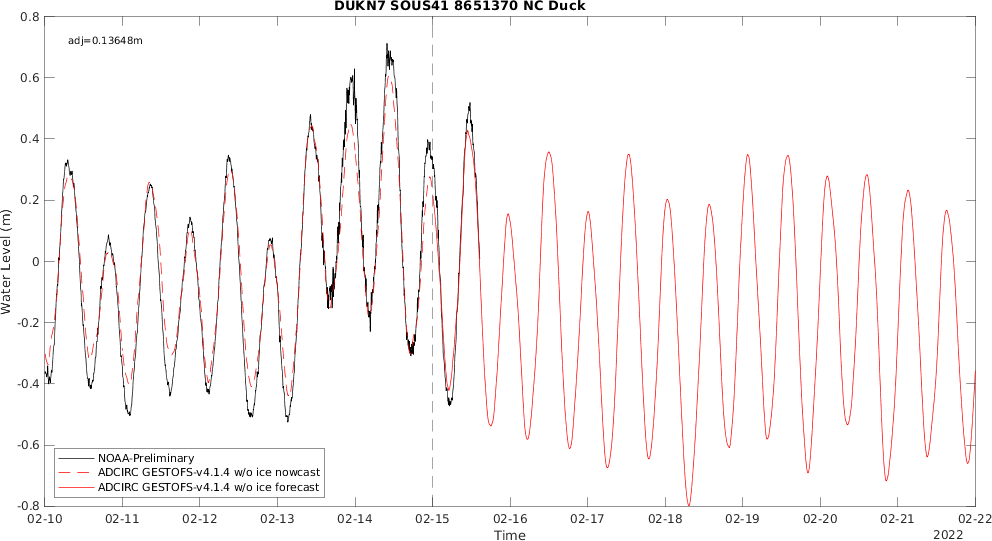 DUKN7 SOUS41 8651370 NC Duck
adj=0.13648m
0.8
0.6
0.4
0.2
0
-0.2
-0.4
-0.6
-0.8
Water Level (m)
NOAA-Preliminary
ADCIRC GESTOFS-v4.1.4 w/o ice nowcast
ADCIRC GESTOFS-v4.1.4 w/o ice forecast
02-10 02-11 02-12 02-13 02-14 02-15 02-16 02-17 02-18 02-19 02-20 02-21 02-22
Time
2022